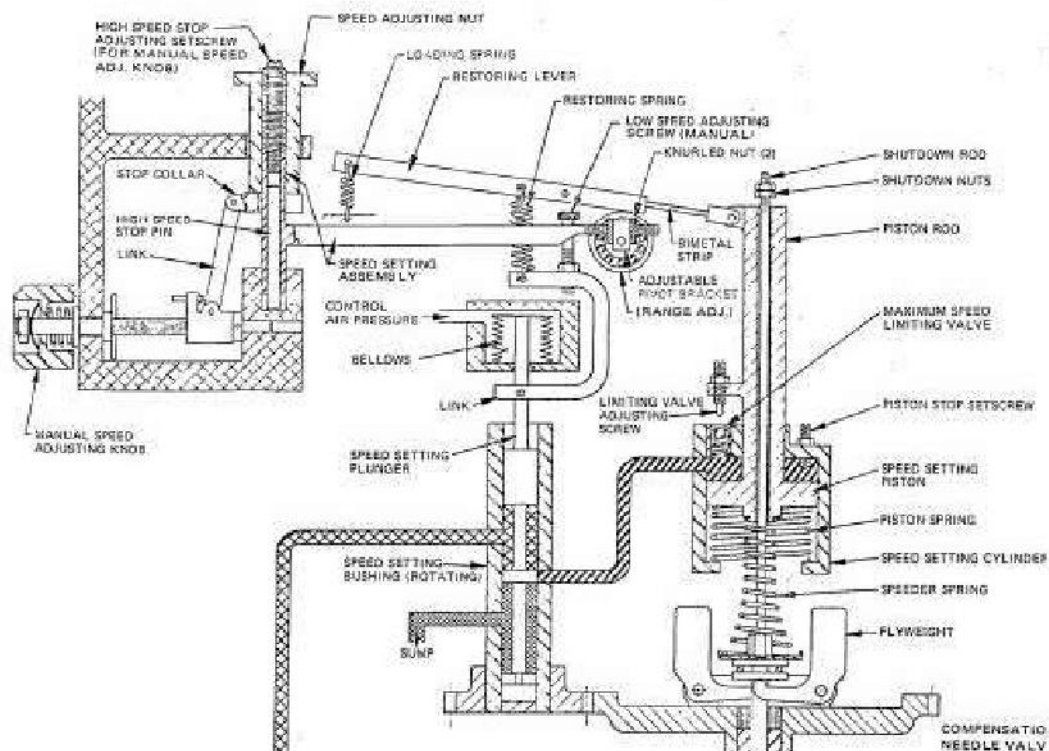 HIGH SPEED STOP
ADJUSTING SETSCREW
(FOR MANUAL SPEED
ADJ. KNOB)
SPEED ADJUSTING NUT
LOADING SPRING
RESTORING LEVER
RESTORING SPRING
LOW SPEED ADJUSTING
SCREW (MANUAL)
KNURLED NUT (2)
SHUTDOWN ROD
SHUTDOWN NUTS
STOP COLLAR
HIGH SPEED
STOP PIN
LINK
PISTON ROD
BIMETAL
STRIP
SPEED SETTING
ASSEMBLY
ADJUSTABLE
PIVOT BRACKET
(RANGE ADJ.)
CONTROL
AIR PRESSURE
MAXIMUM SPEED
LIMITING VALVE
BELLOWS
LINK
LIMITING VALVE
ADJUSTING
SCREW
PISTON STOP SETSCREW
MANUAL SPEED
ADJUSTING KNOB
SPEED SETTING
PLUNGER
SPEED SETTING
PISTON
PISTON SPRING
SPEED SETTING
BUSHING (ROTATING)
SPEED SETTING CYLINDER
SPEEDER SPRING
FLYWEIGHT
SUMP
COMPENSATIO
NEEDLE VALV